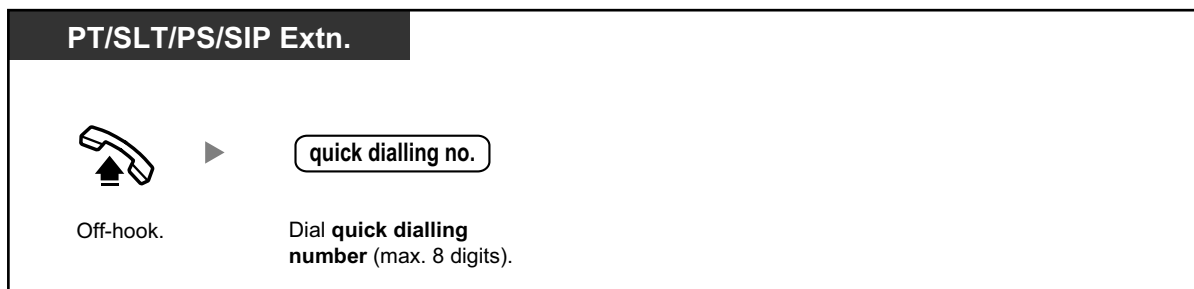 PT/SLT/PS/SIP Extn.
quick dialling no.
Off-hook.
Dial quick dialling
number (max. 8 digits).